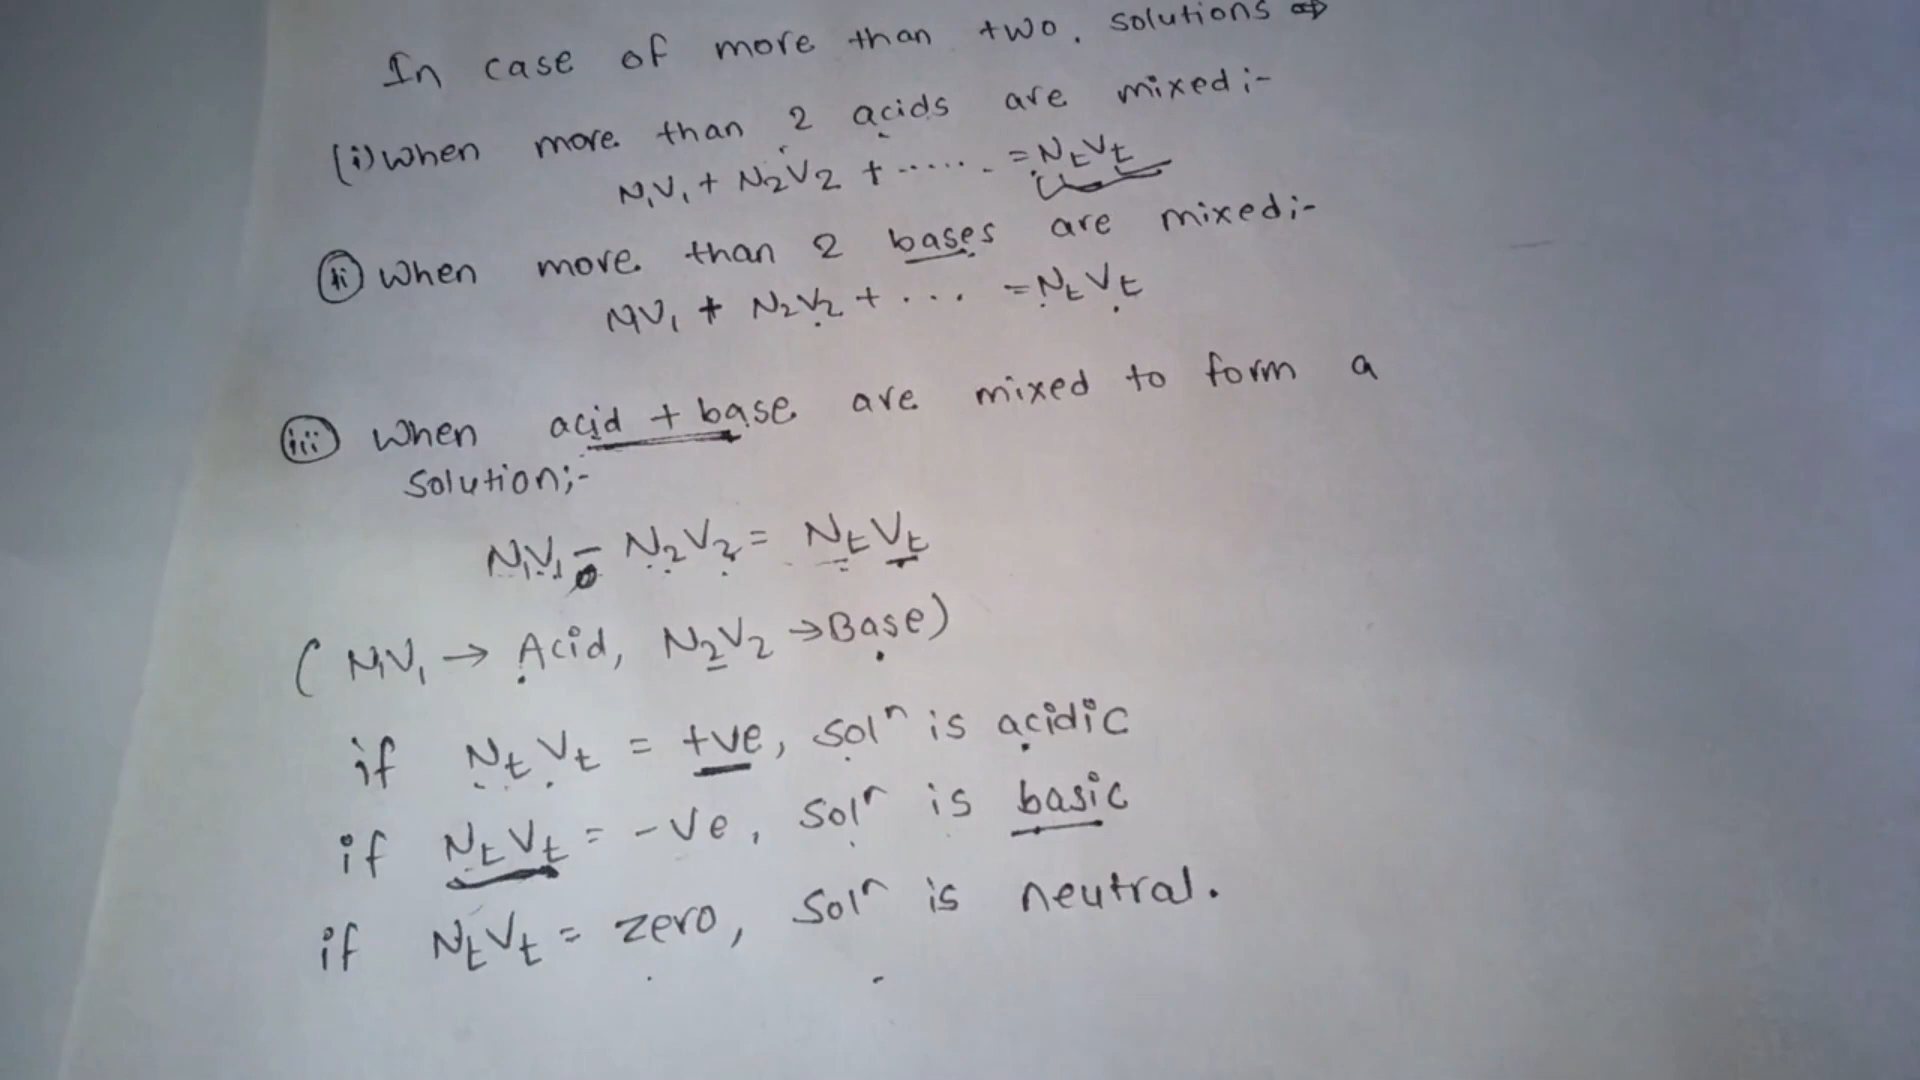 In case of more than two. solutions ⇒
(i) when more than 2 acids are mixed;-
N₁V₁ + N₂V₂ + ...... = NtVt
(ii) when more than 2 bases are mixed;-
N₁V₁ + N₂V₂ + ... = NtVt
(iii) when acid + base are mixed to form a
solution;-
N₁V₁ - N₂V₂ = NtVt
(N₁V₁ → Acid, N₂V₂ → Base)
if NtVt = +ve, solⁿ is acidic
if NtVt = -ve, solⁿ is basic
if NtVt = zero, solⁿ is neutral.